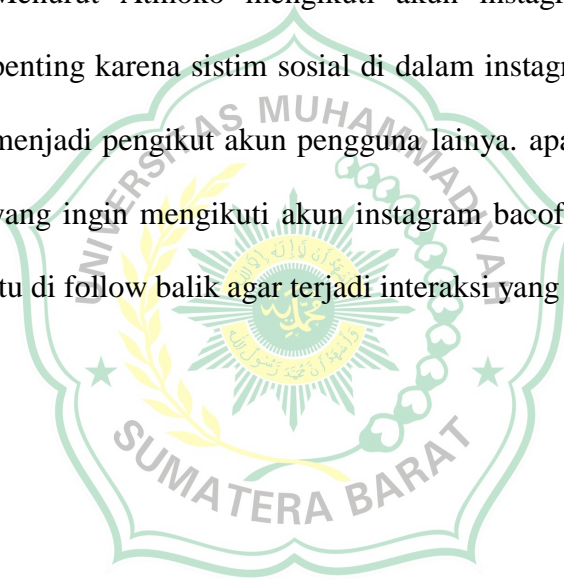 Menurut Atmoko mengikuti akun instagr
penting karena sistim sosial di dalam instagr
menjadi pengikut akun pengguna lainya. apa
yang ingin mengikuti akun instagram bacof
tu di follow balik agar terjadi interaksi yang
UNIVERSITAS MUHAMMADIYAH
SUMATERA BARAT